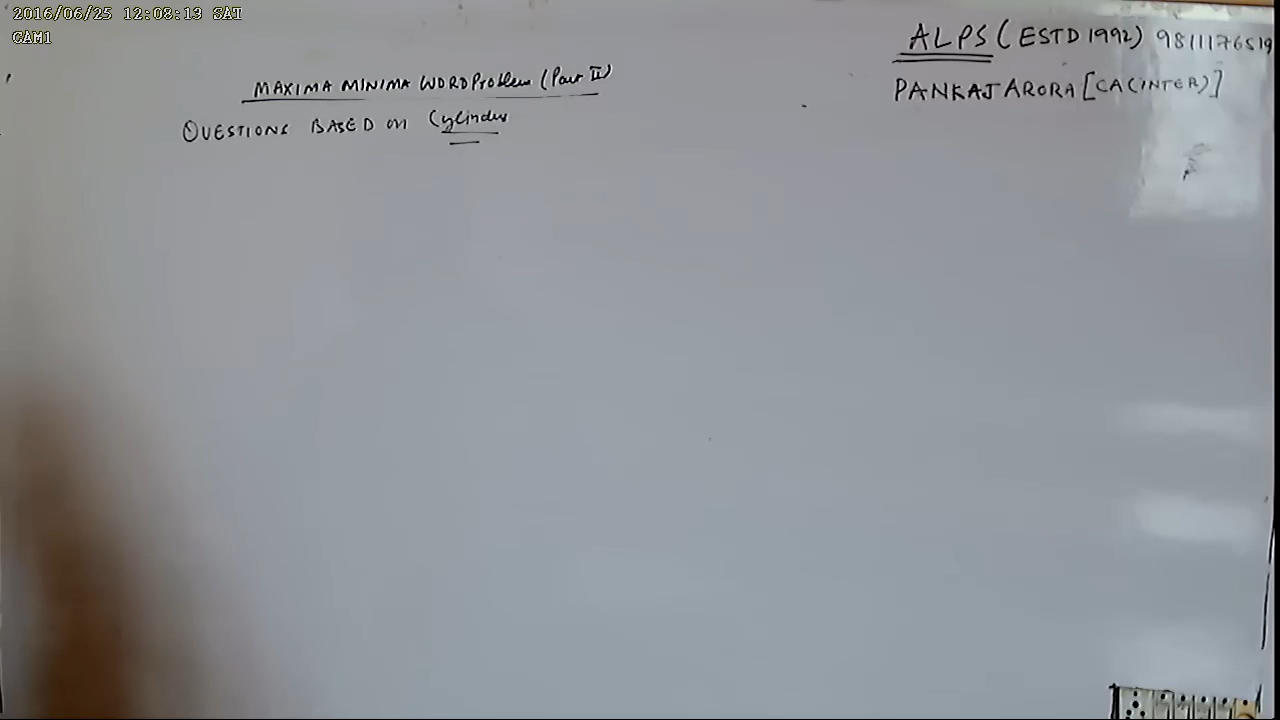 2016/06/25 12:08:13 SAT
CAM1
ALPS (ESTD 1992) 9811176519
PANKAJ ARORA [CA (INTER)]
MAXIMA MINIMA WORD Problem (Part II)
QUESTIONS BASED on Cylinder